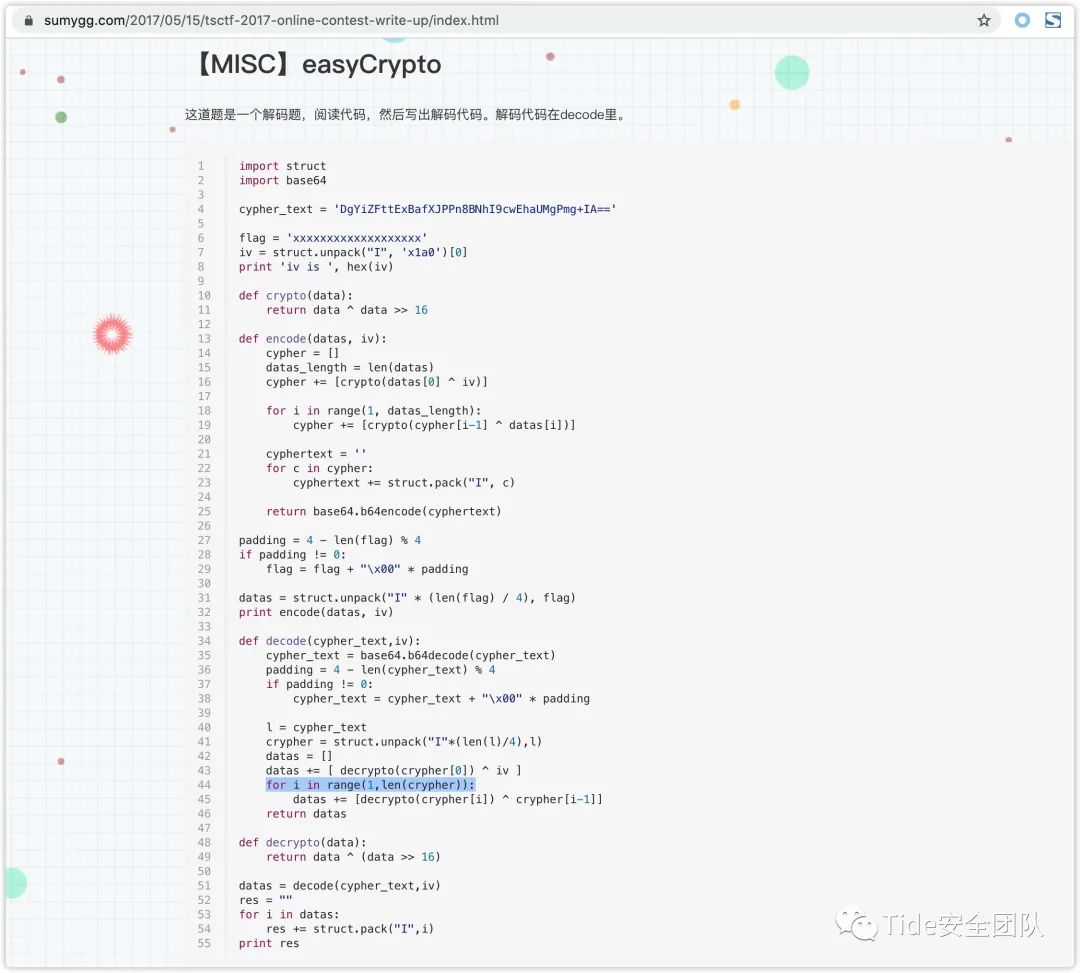 sumygg.com/2017/05/15/tsctf-2017-online-contest-write-up/index.html
【MISC】easyCrypto
这道题是一个解码题，阅读代码，然后写出解码代码。解码代码在decode里。
1 import struct
2 import base64
3
4 cypher_text = 'DgYiZFttExBafXJPPn8BNhI9cwEhaUMgPmg+IA=='
5
6 flag = 'xxxxxxxxxxxxxxxxxxx'
7 iv = struct.unpack("I", 'x1a0')[0]
8 print 'iv is ', hex(iv)
9
10 def crypto(data):
11     return data ^ data >> 16
12
13 def encode(datas, iv):
14     cypher = []
15     datas_length = len(datas)
16     cypher += [crypto(datas[0] ^ iv)]
17
18     for i in range(1, datas_length):
19         cypher += [crypto(cypher[i-1] ^ datas[i])]
20
21     cyphertext = ''
22     for c in cypher:
23         cyphertext += struct.pack("I", c)
24
25     return base64.b64encode(cyphertext)
26
27 padding = 4 - len(flag) % 4
28 if padding != 0:
29     flag = flag + "\x00" * padding
30
31 datas = struct.unpack("I" * (len(flag) / 4), flag)
32 print encode(datas, iv)
33
34 def decode(cypher_text,iv):
35     cypher_text = base64.b64decode(cypher_text)
36     padding = 4 - len(cypher_text) % 4
37     if padding != 0:
38         cypher_text = cypher_text + "\x00" * padding
39
40     l = cypher_text
41     crypher = struct.unpack("I"*(len(l)/4),l)
42     datas = []
43     datas += [ decrypto(crypher[0]) ^ iv ]
44     for i in range(1,len(crypher)):
45         datas += [decrypto(crypher[i]) ^ crypher[i-1]]
46     return datas
47
48 def decrypto(data):
49     return data ^ (data >> 16)
50
51 datas = decode(cypher_text,iv)
52 res = ""
53 for i in datas:
54     res += struct.pack("I",i)
55 print res
Tide安全团队